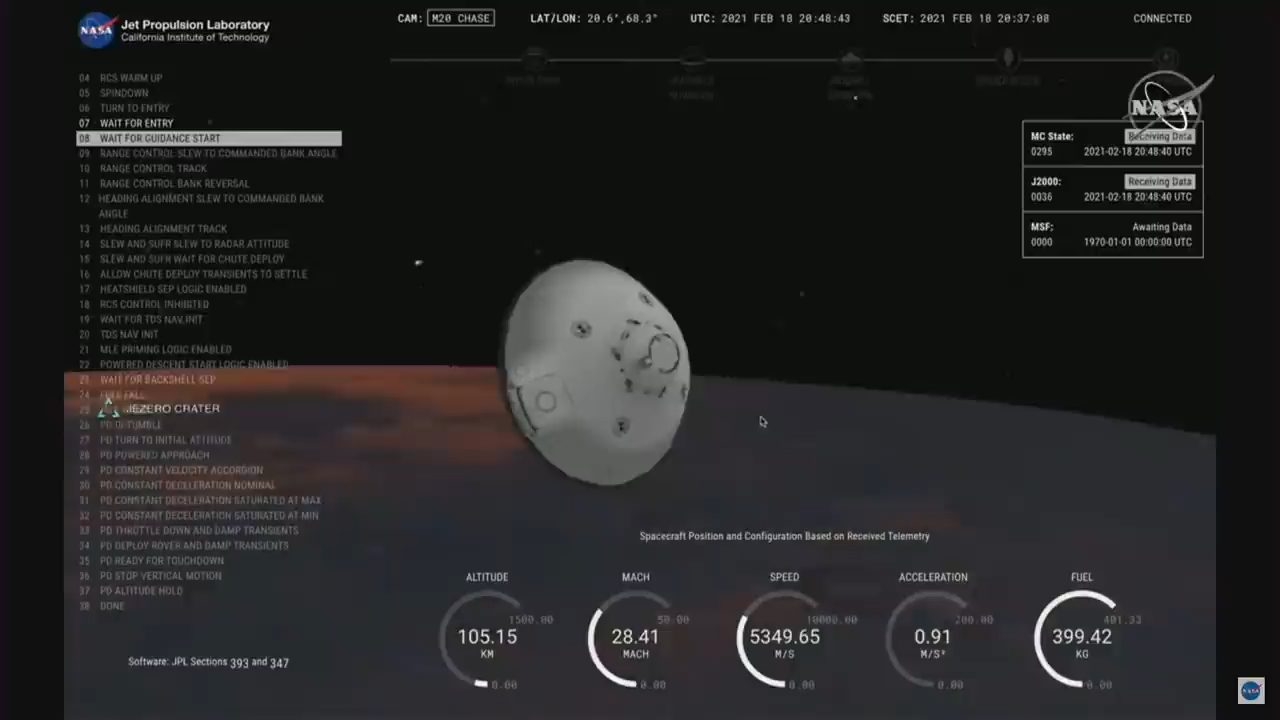 NASA
Jet Propulsion Laboratory
California Institute of Technology
CAM: M20 CHASE
LAT/LON: 20.6°,68.3°
UTC: 2021 FEB 18 20:48:43
SCET: 2021 FEB 18 20:37:08
CONNECTED
04 RCS WARM UP
05 SPINDOWN
06 TURN TO ENTRY
07 WAIT FOR ENTRY
08 WAIT FOR GUIDANCE START
09 RANGE CONTROL SLEW TO COMMANDED BANK ANGLE
10 RANGE CONTROL TRACK
11 RANGE CONTROL BANK REVERSAL
12 HEADING ALIGNMENT SLEW TO COMMANDED BANK
ANGLE
13 HEADING ALIGNMENT TRACK
14 SLEW AND SUFR SLEW TO RADAR ATTITUDE
15 SLEW AND SUFR WAIT FOR CHUTE DEPLOY
16 ALLOW CHUTE DEPLOY TRANSIENTS TO SETTLE
17 HEATSHIELD SEP LOGIC ENABLED
18 RCS CONTROL INHIBITED
19 WAIT FOR TDS NAV INIT
20 TDS NAV INIT
21 MLE PRIMING LOGIC ENABLED
22 POWERED DESCENT START LOGIC ENABLED
23 WAIT FOR BACKSHELL SEP
24 FREE FALL
25
JEZERO CRATER
26 PD DETUMBLE
27 PD TURN TO INITIAL ATTITUDE
28 PD POWERED APPROACH
29 PD CONSTANT VELOCITY ACCORDION
30 PD CONSTANT DECELERATION NOMINAL
31 PD CONSTANT DECELERATION SATURATED AT MAX
32 PD CONSTANT DECELERATION SATURATED AT MIN
33 PD THROTTLE DOWN AND DAMP TRANSIENTS
34 PD DEPLOY ROVER AND DAMP TRANSIENTS
35 PD READY FOR TOUCHDOWN
36 PD STOP VERTICAL MOTION
37 PD ALTITUDE HOLD
38 DONE
Software: JPL Sections 393 and 347
NASA
MC State: Receiving Data
0295 2021-02-18 20:48:40 UTC
J2000: Receiving Data
0036 2021-02-18 20:48:40 UTC
MSF: Awaiting Data
0000 1970-01-01 00:00:00 UTC
Spacecraft Position and Configuration Based on Received Telemetry
ALTITUDE
1500.00
105.15
KM
0.00
MACH
50.00
28.41
MACH
0.00
SPEED
10000.00
5349.65
M/S
0.00
ACCELERATION
200.00
0.91
M/S²
0.00
FUEL
401.33
399.42
KG
0.00
NASA